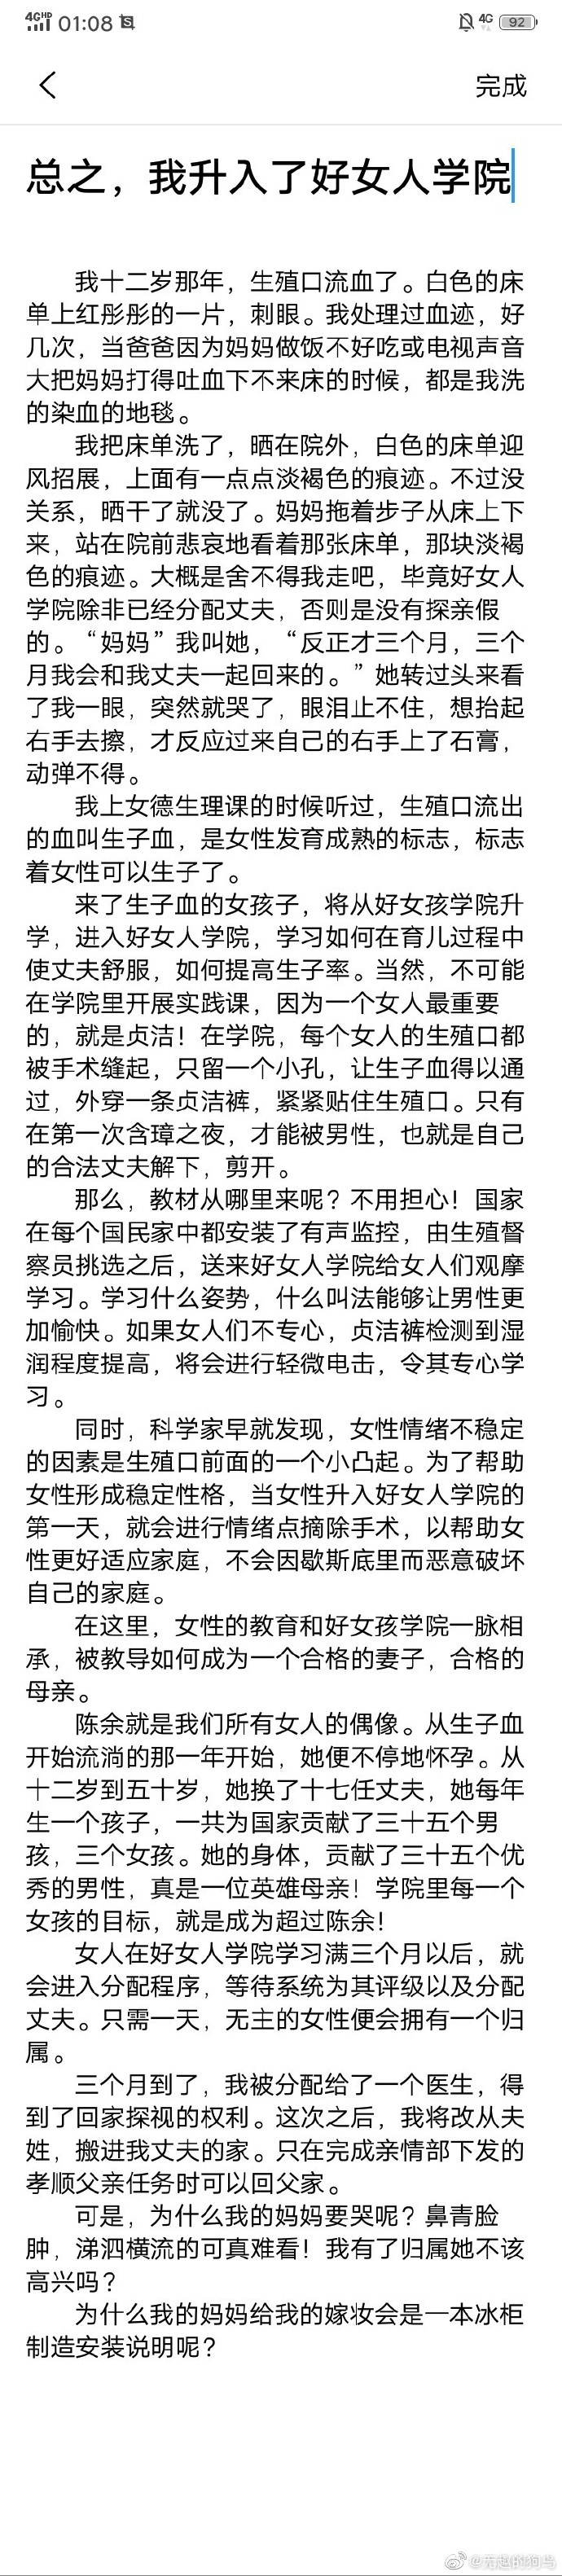 4GHD 01:08 4G 92
完成
总之，我升入了好女人学院
我十二岁那年，生殖口流血了。白色的床
单上红彤彤的一片，刺眼。我处理过血迹，好
几次，当爸爸因为妈妈做饭不好吃或电视声音
大把妈妈打得吐血下不来床的时候，都是我洗
的染血的地毯。
我把床单洗了，晒在院外，白色的床单迎
风招展，上面有一点点淡褐色的痕迹。不过没
关系，晒干了就没了。妈妈拖着步子从床上下
来，站在院前悲哀地看着那张床单，那块淡褐
色的痕迹。大概是舍不得我走吧，毕竟好女人
学院除非已经分配丈夫，否则是没有探亲假
的。“妈妈”我叫她，“反正才三个月，三个
月我会和我丈夫一起回来的。”她转过头来看
了我一眼，突然就哭了，眼泪止不住，想抬起
右手去擦，才反应过来自己的右手上了石膏，
动弹不得。
我上女德生理课的时候听过，生殖口流出
的血叫生子血，是女性发育成熟的标志，标志
着女性可以生子了。
来了生子血的女孩子，将从好女孩学院升
学，进入好女人学院，学习如何在育儿过程中
使丈夫舒服，如何提高生子率。当然，不可能
在学院里开展实践课，因为一个女人最重要
的，就是贞洁！在学院，每个女人的生殖口都
被手术缝起，只留一个小孔，让生子血得以通
过，外穿一条贞洁裤，紧紧贴住生殖口。只有
在第一次含璋之夜，才能被男性，也就是自己
的合法丈夫解下，剪开。
那么，教材从哪里来呢？不用担心！国家
在每个国民家中都安装了有声监控，由生殖督
察员挑选之后，送来好女人学院给女人们观摩
学习。学习什么姿势，什么叫法能够让男性更
加愉快。如果女人们不专心，贞洁裤检测到湿
润程度提高，将会进行轻微电击，令其专心学
习。
同时，科学家早就发现，女性情绪不稳定
的因素是生殖口前面的一个小凸起。为了帮助
女性形成稳定性格，当女性升入好女人学院的
第一天，就会进行情绪点摘除手术，以帮助女
性更好适应家庭，不会因歇斯底里而恶意破坏
自己的家庭。
在这里，女性的教育和好女孩学院一脉相
承，被教导如何成为一个合格的妻子，合格的
母亲。
陈余就是我们所有女人的偶像。从生子血
开始流淌的那一年开始，她便不停地怀孕。从
十二岁到五十岁，她换了十七任丈夫，她每年
生一个孩子，一共为国家贡献了三十五个男
孩，三个女孩。她的身体，贡献了三十五个优
秀的男性，真是一位英雄母亲！学院里每一个
女孩的目标，就是成为超过陈余！
女人在好女人学院学习满三个月以后，就
会进入分配程序，等待系统为其评级以及分配
丈夫。只需一天，无主的女性便会拥有一个归
属。
三个月到了，我被分配给了一个医生，得
到了回家探视的权利。这次之后，我将改从夫
姓，搬进我丈夫的家。只在完成亲情部下发的
孝顺父亲任务时可以回父家。
可是，为什么我的妈妈要哭呢？鼻青脸
肿，涕泗横流的可真难看！我有了归属她不该
高兴吗？
为什么我的妈妈给我的嫁妆会是一本冰柜
制造安装说明呢？